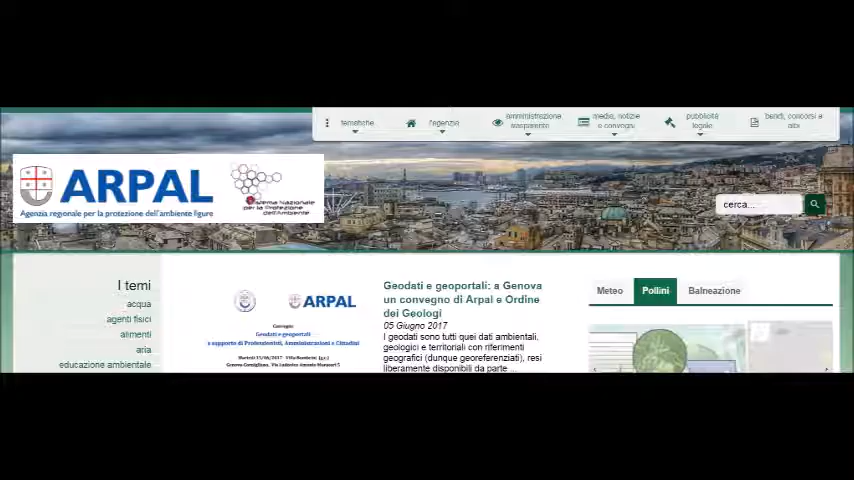 tematiche
l'agenzia
amministrazione
trasparente
media, notizie
e convegni
pubblicità
legale
bandi, concorsi e
albi
ARPAL
Agenzia regionale per la protezione dell'ambiente ligure
Sistema Nazionale
per la Protezione
dell'Ambiente
cerca...
I temi
acqua
agenti fisici
alimenti
aria
educazione ambientale
ARPAL
Convegno
Geodati e geoportali
a supporto di Professionisti, Amministrazioni e Cittadini
Geodati e geoportali: a Genova
un convegno di Arpal e Ordine
dei Geologi
05 Giugno 2017
I geodati sono tutti quei dati ambientali,
geologici e territoriali con riferimenti
geografici (dunque georeferenziati), resi
liberamente disponibili da parte ...
Meteo
Pollini
Balneazione